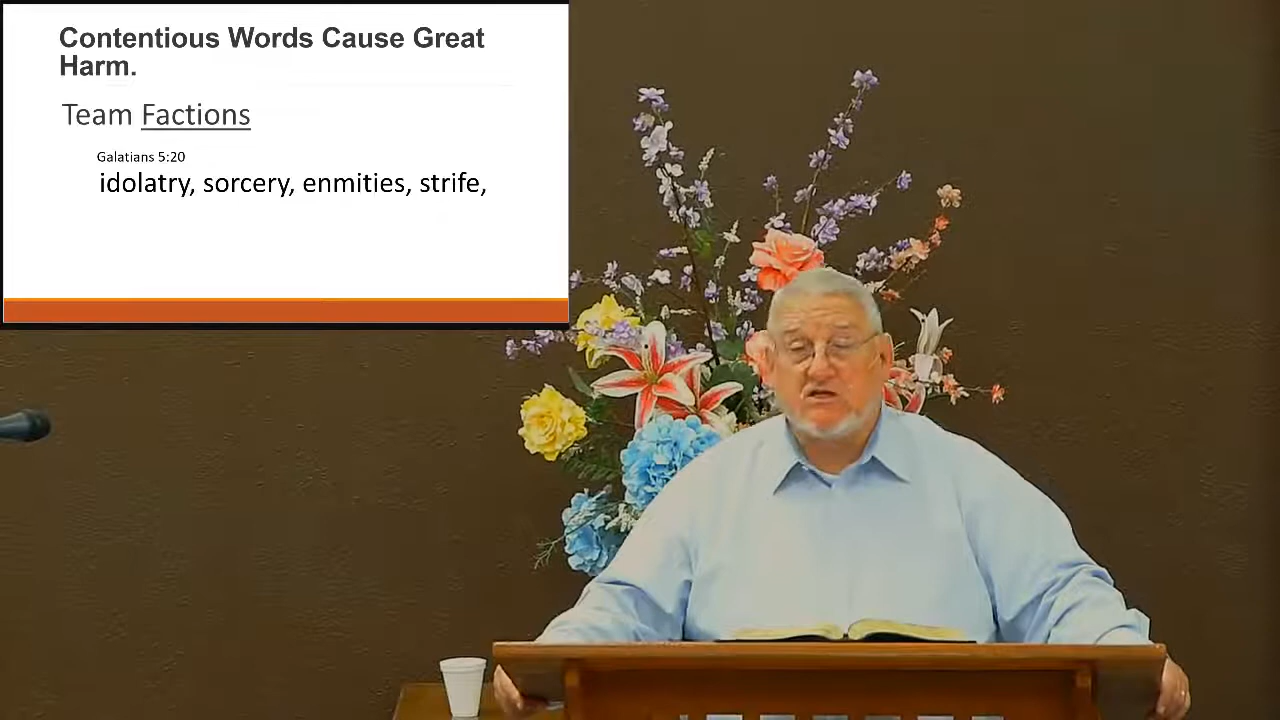 Contentious Words Cause Great
Harm.
Team Factions
Galatians 5:20
idolatry, sorcery, enmities, strife,